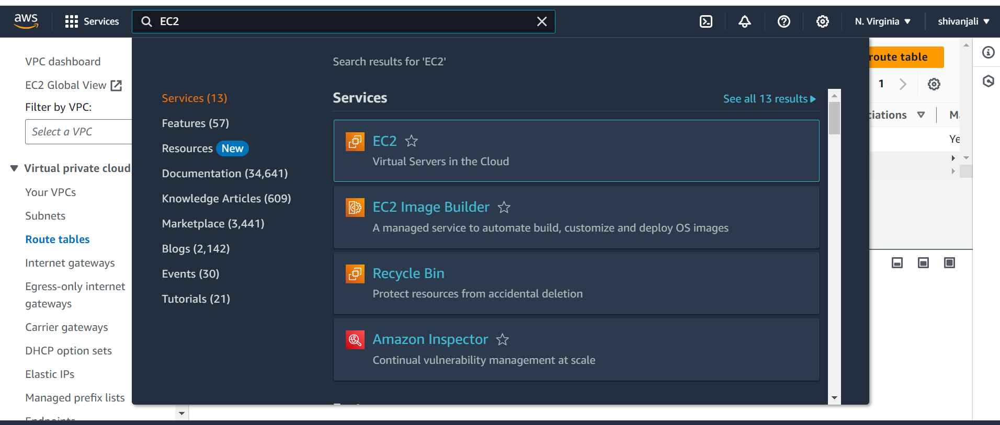 aws
Services
EC2
N. Virginia
shivanjali
VPC dashboard
EC2 Global View
Filter by VPC:
Select a VPC
Virtual private cloud
Your VPCs
Subnets
Route tables
Internet gateways
Egress-only internet
gateways
Carrier gateways
DHCP option sets
Elastic IPs
Managed prefix lists
Endpoints
Search results for 'EC2'
Services (13)
Features (57)
Resources New
Documentation (34,641)
Knowledge Articles (609)
Marketplace (3,441)
Blogs (2,142)
Events (30)
Tutorials (21)
Services
See all 13 results
EC2
Virtual Servers in the Cloud
EC2 Image Builder
A managed service to automate build, customize and deploy OS images
Recycle Bin
Protect resources from accidental deletion
Amazon Inspector
Continual vulnerability management at scale
route table
1
ciations